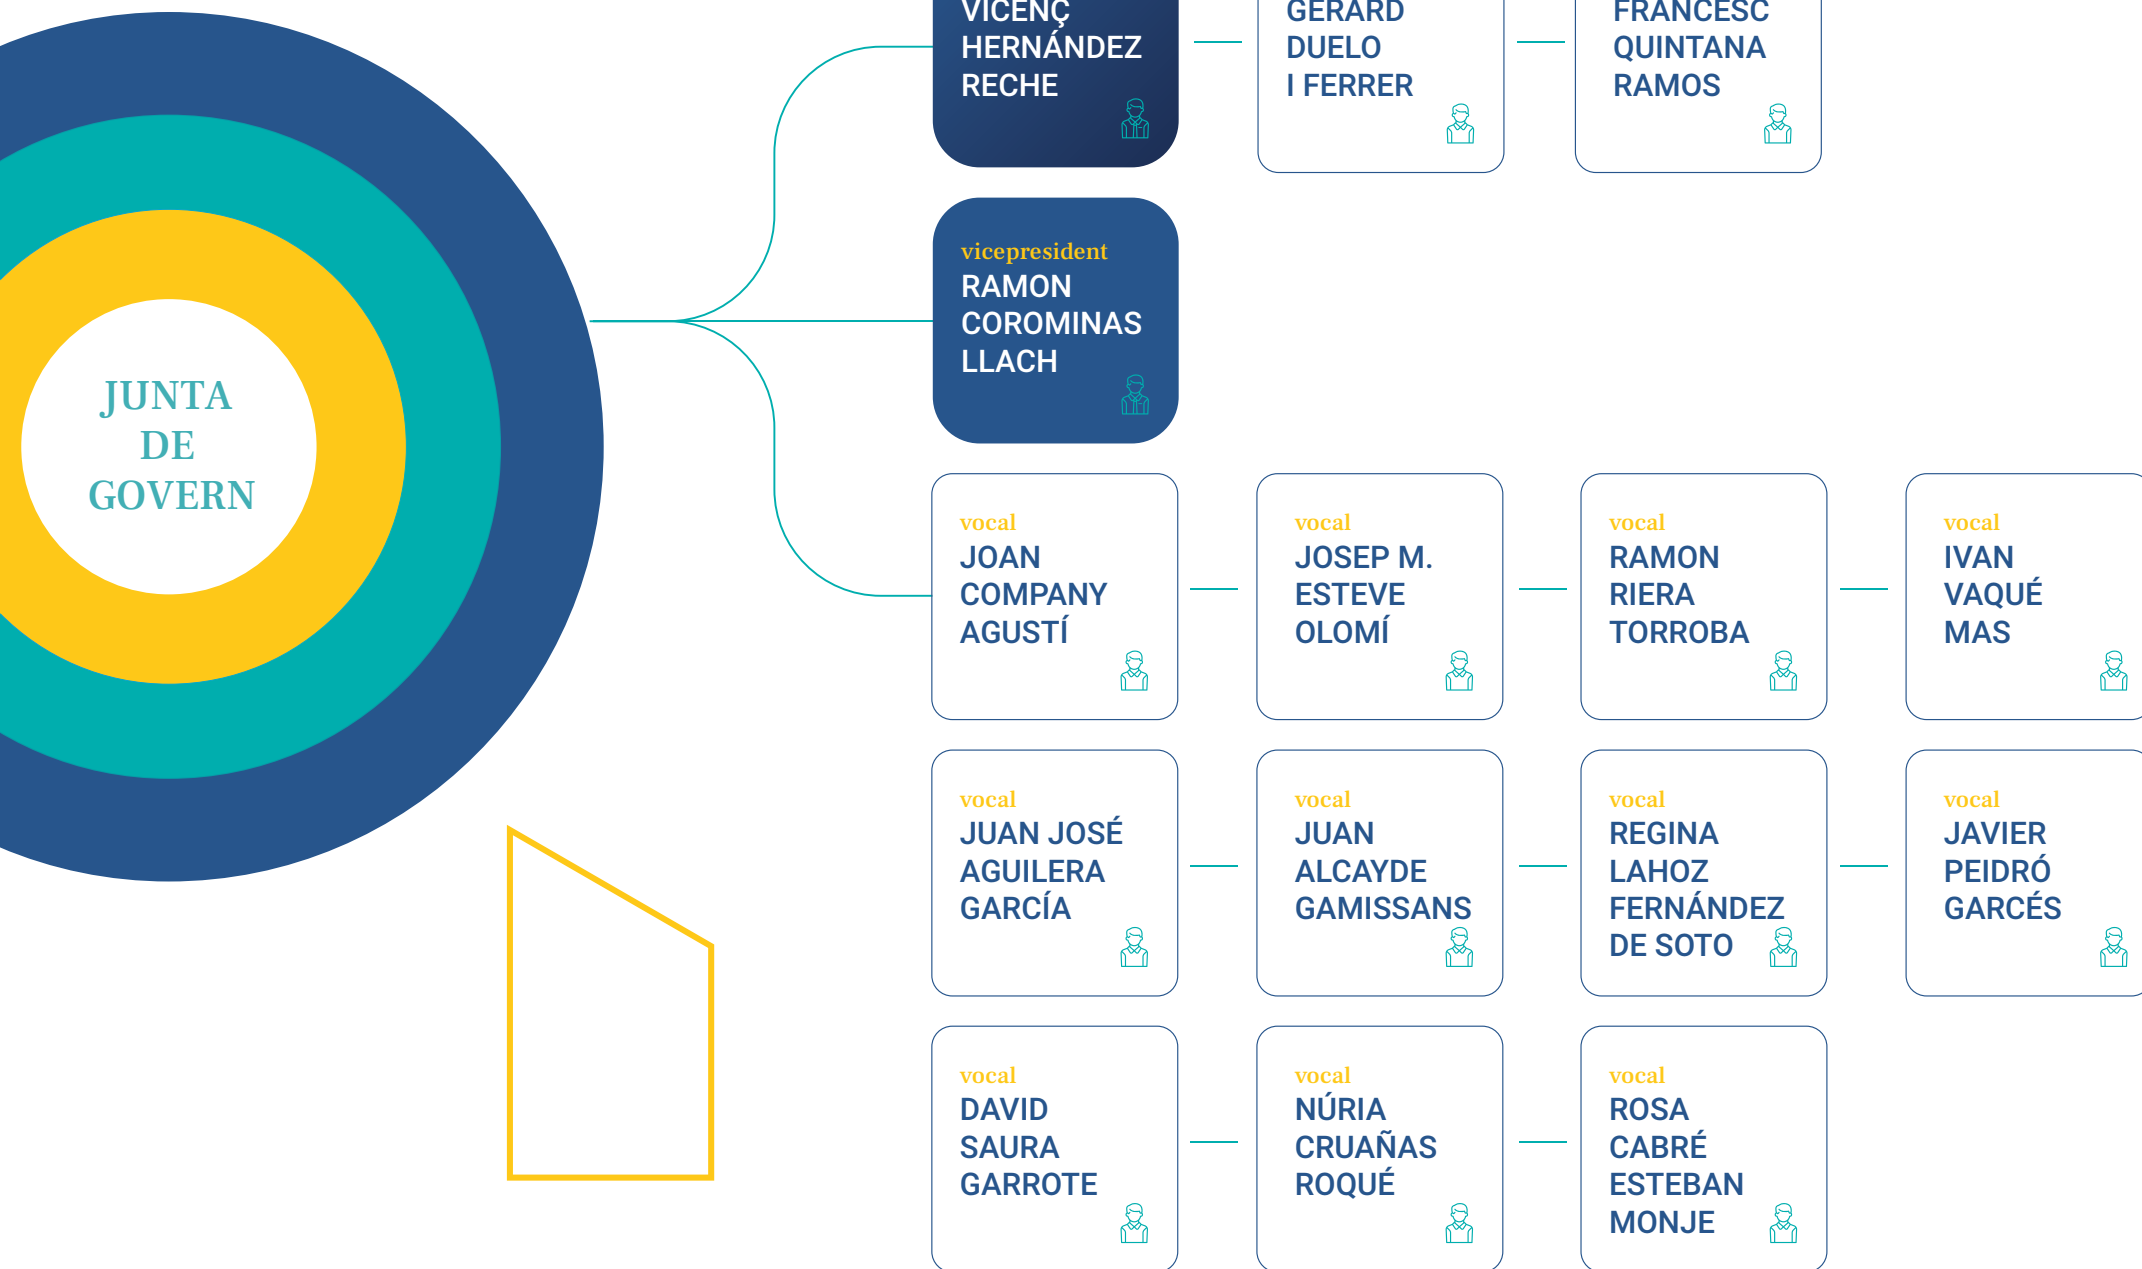 JUNTA
DE
GOVERN
VICENÇ
HERNÁNDEZ
RECHE
GERARD
DUELO
I FERRER
FRANCESC
QUINTANA
RAMOS
vicepresident
RAMON
COROMINAS
LLACH
vocal
JOAN
COMPANY
AGUSTÍ
vocal
JOSEP M.
ESTEVE
OLOMÍ
vocal
RAMON
RIERA
TORROBA
vocal
IVAN
VAQUÉ
MAS
vocal
JUAN JOSÉ
AGUILERA
GARCÍA
vocal
JUAN
ALCAYDE
GAMISSANS
vocal
REGINA
LAHOZ
FERNÁNDEZ
DE SOTO
vocal
JAVIER
PEIDRÓ
GARCÉS
vocal
DAVID
SAURA
GARROTE
vocal
NÚRIA
CRUAÑAS
ROQUÉ
vocal
ROSA
CABRÉ
ESTEBAN
MONJE